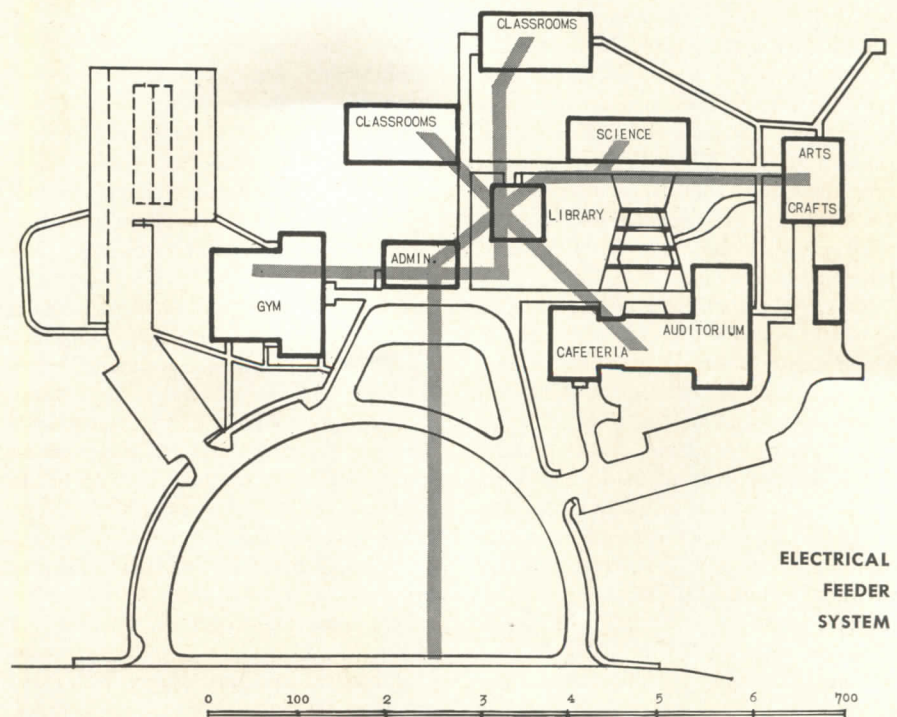 CLASSROOMS
CLASSROOMS
SCIENCE
ARTS
LIBRARY
CRAFTS
ADMIN.
GYM
AUDITORIUM
CAFETERIA
ELECTRICAL
FEEDER
SYSTEM
0 100 2 3 4 5 6 700